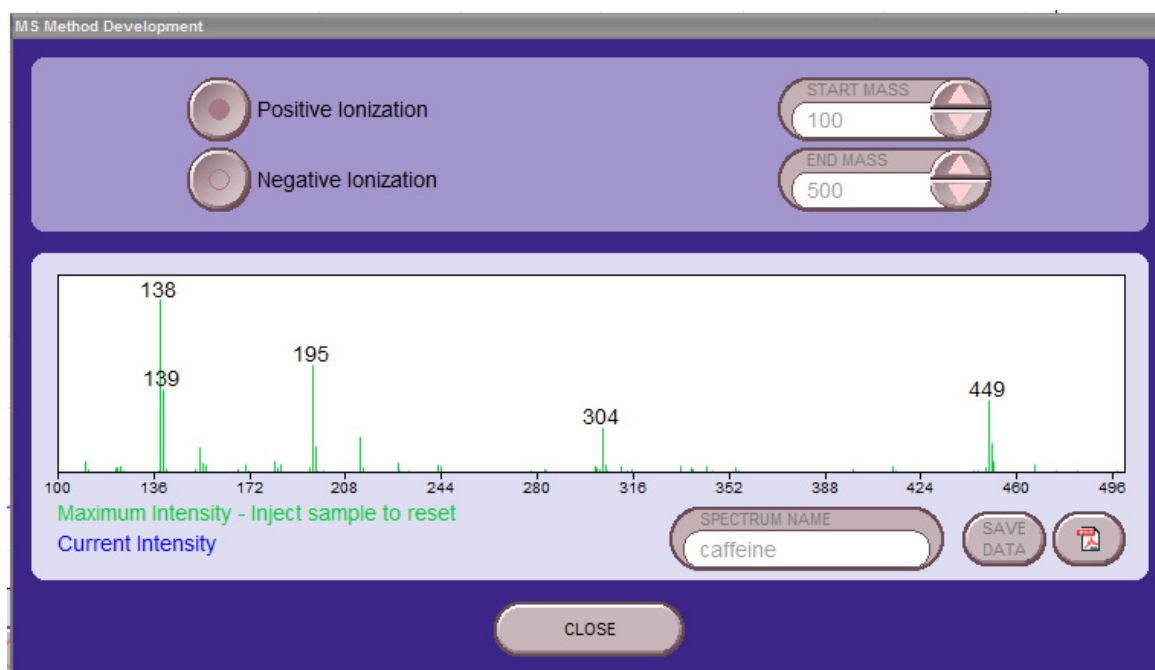 MS Method Development
Positive Ionization
START MASS
100
Negative Ionization
END MASS
500
138
139
195
304
449
100 136 172 208 244 280 316 352 388 424 460 496
Maximum Intensity - Inject sample to reset
Current Intensity
SPECTRUM NAME
caffeine
SAVE
DATA
CLOSE